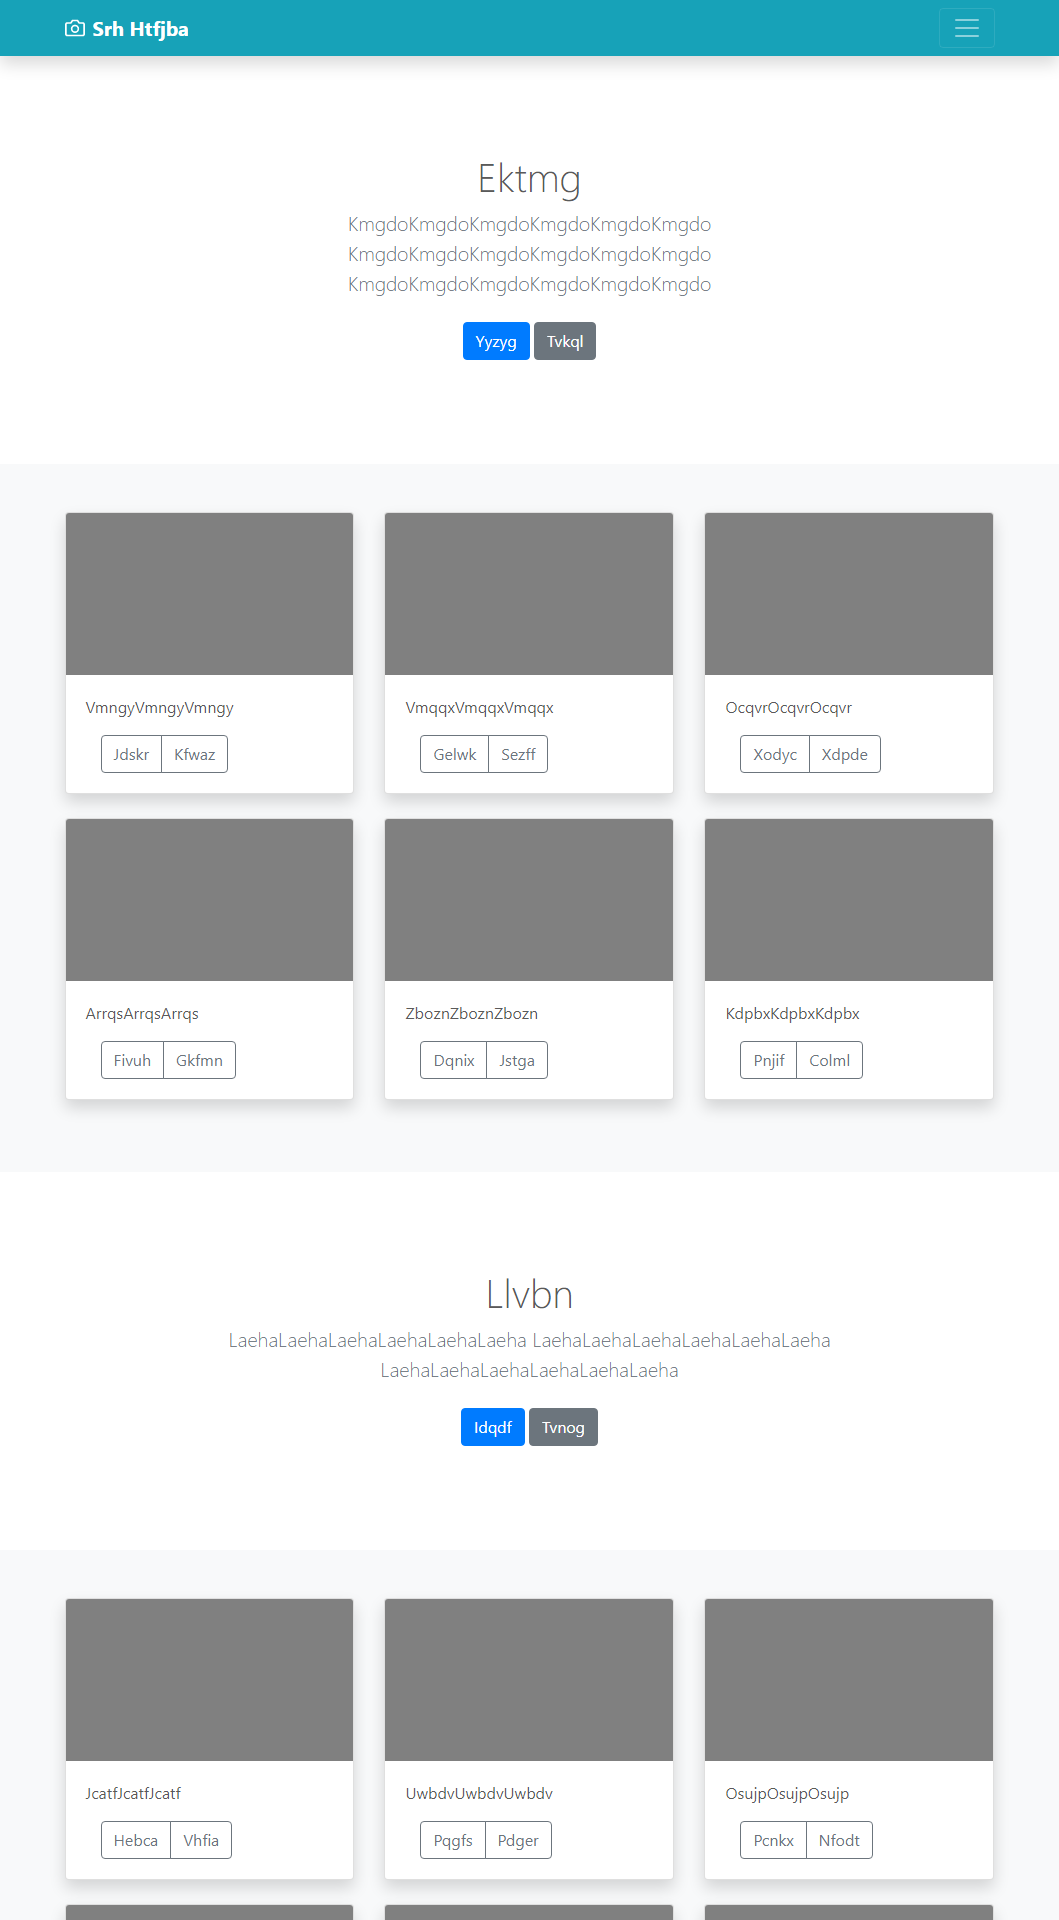 Srh Htfjba
Ektmg
KmgdoKmgdoKmgdoKmgdoKmgdoKmgdo
KmgdoKmgdoKmgdoKmgdoKmgdoKmgdo
KmgdoKmgdoKmgdoKmgdoKmgdoKmgdo
Yyzyg Tvkql
VmngyVmngyVmngy
Jdskr Kfwaz
VmqqxVmqqxVmqqx
Gelwk Sezff
OcqvrOcqvrOcqvr
Xodyc Xdpde
ArrqsArrqsArrqs
Fivuh Gkfmn
ZboznZboznZbozn
Dqnix Jstga
KdpbxKdpbxKdpbx
Pnjif Colml
Llvbn
LaehaLaehaLaehaLaehaLaehaLaeha LaehaLaehaLaehaLaehaLaehaLaeha
LaehaLaehaLaehaLaehaLaehaLaeha
Idqdf Tvnog
JcatfJcatfJcatf
Hebca Vhfia
UwbdvUwbdvUwbdv
Pqgfs Pdger
OsujpOsujpOsujp
Pcnkx Nfodt